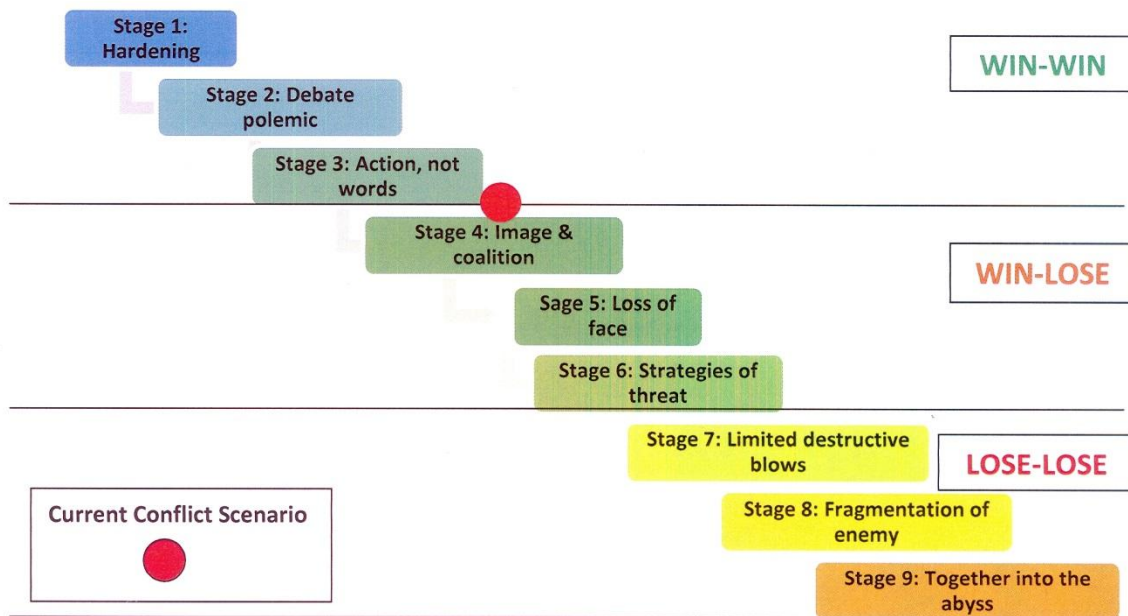 Stage 1:
Hardening
WIN-WIN
Stage 2: Debate
polemic
Stage 3: Action, not
words
Stage 4: Image &
coalition
WIN-LOSE
Sage 5: Loss of
face
Stage 6: Strategies of
threat
Stage 7: Limited destructive
blows
LOSE-LOSE
Stage 8: Fragmentation of
enemy
Current Conflict Scenario
Stage 9: Together into the
abyss